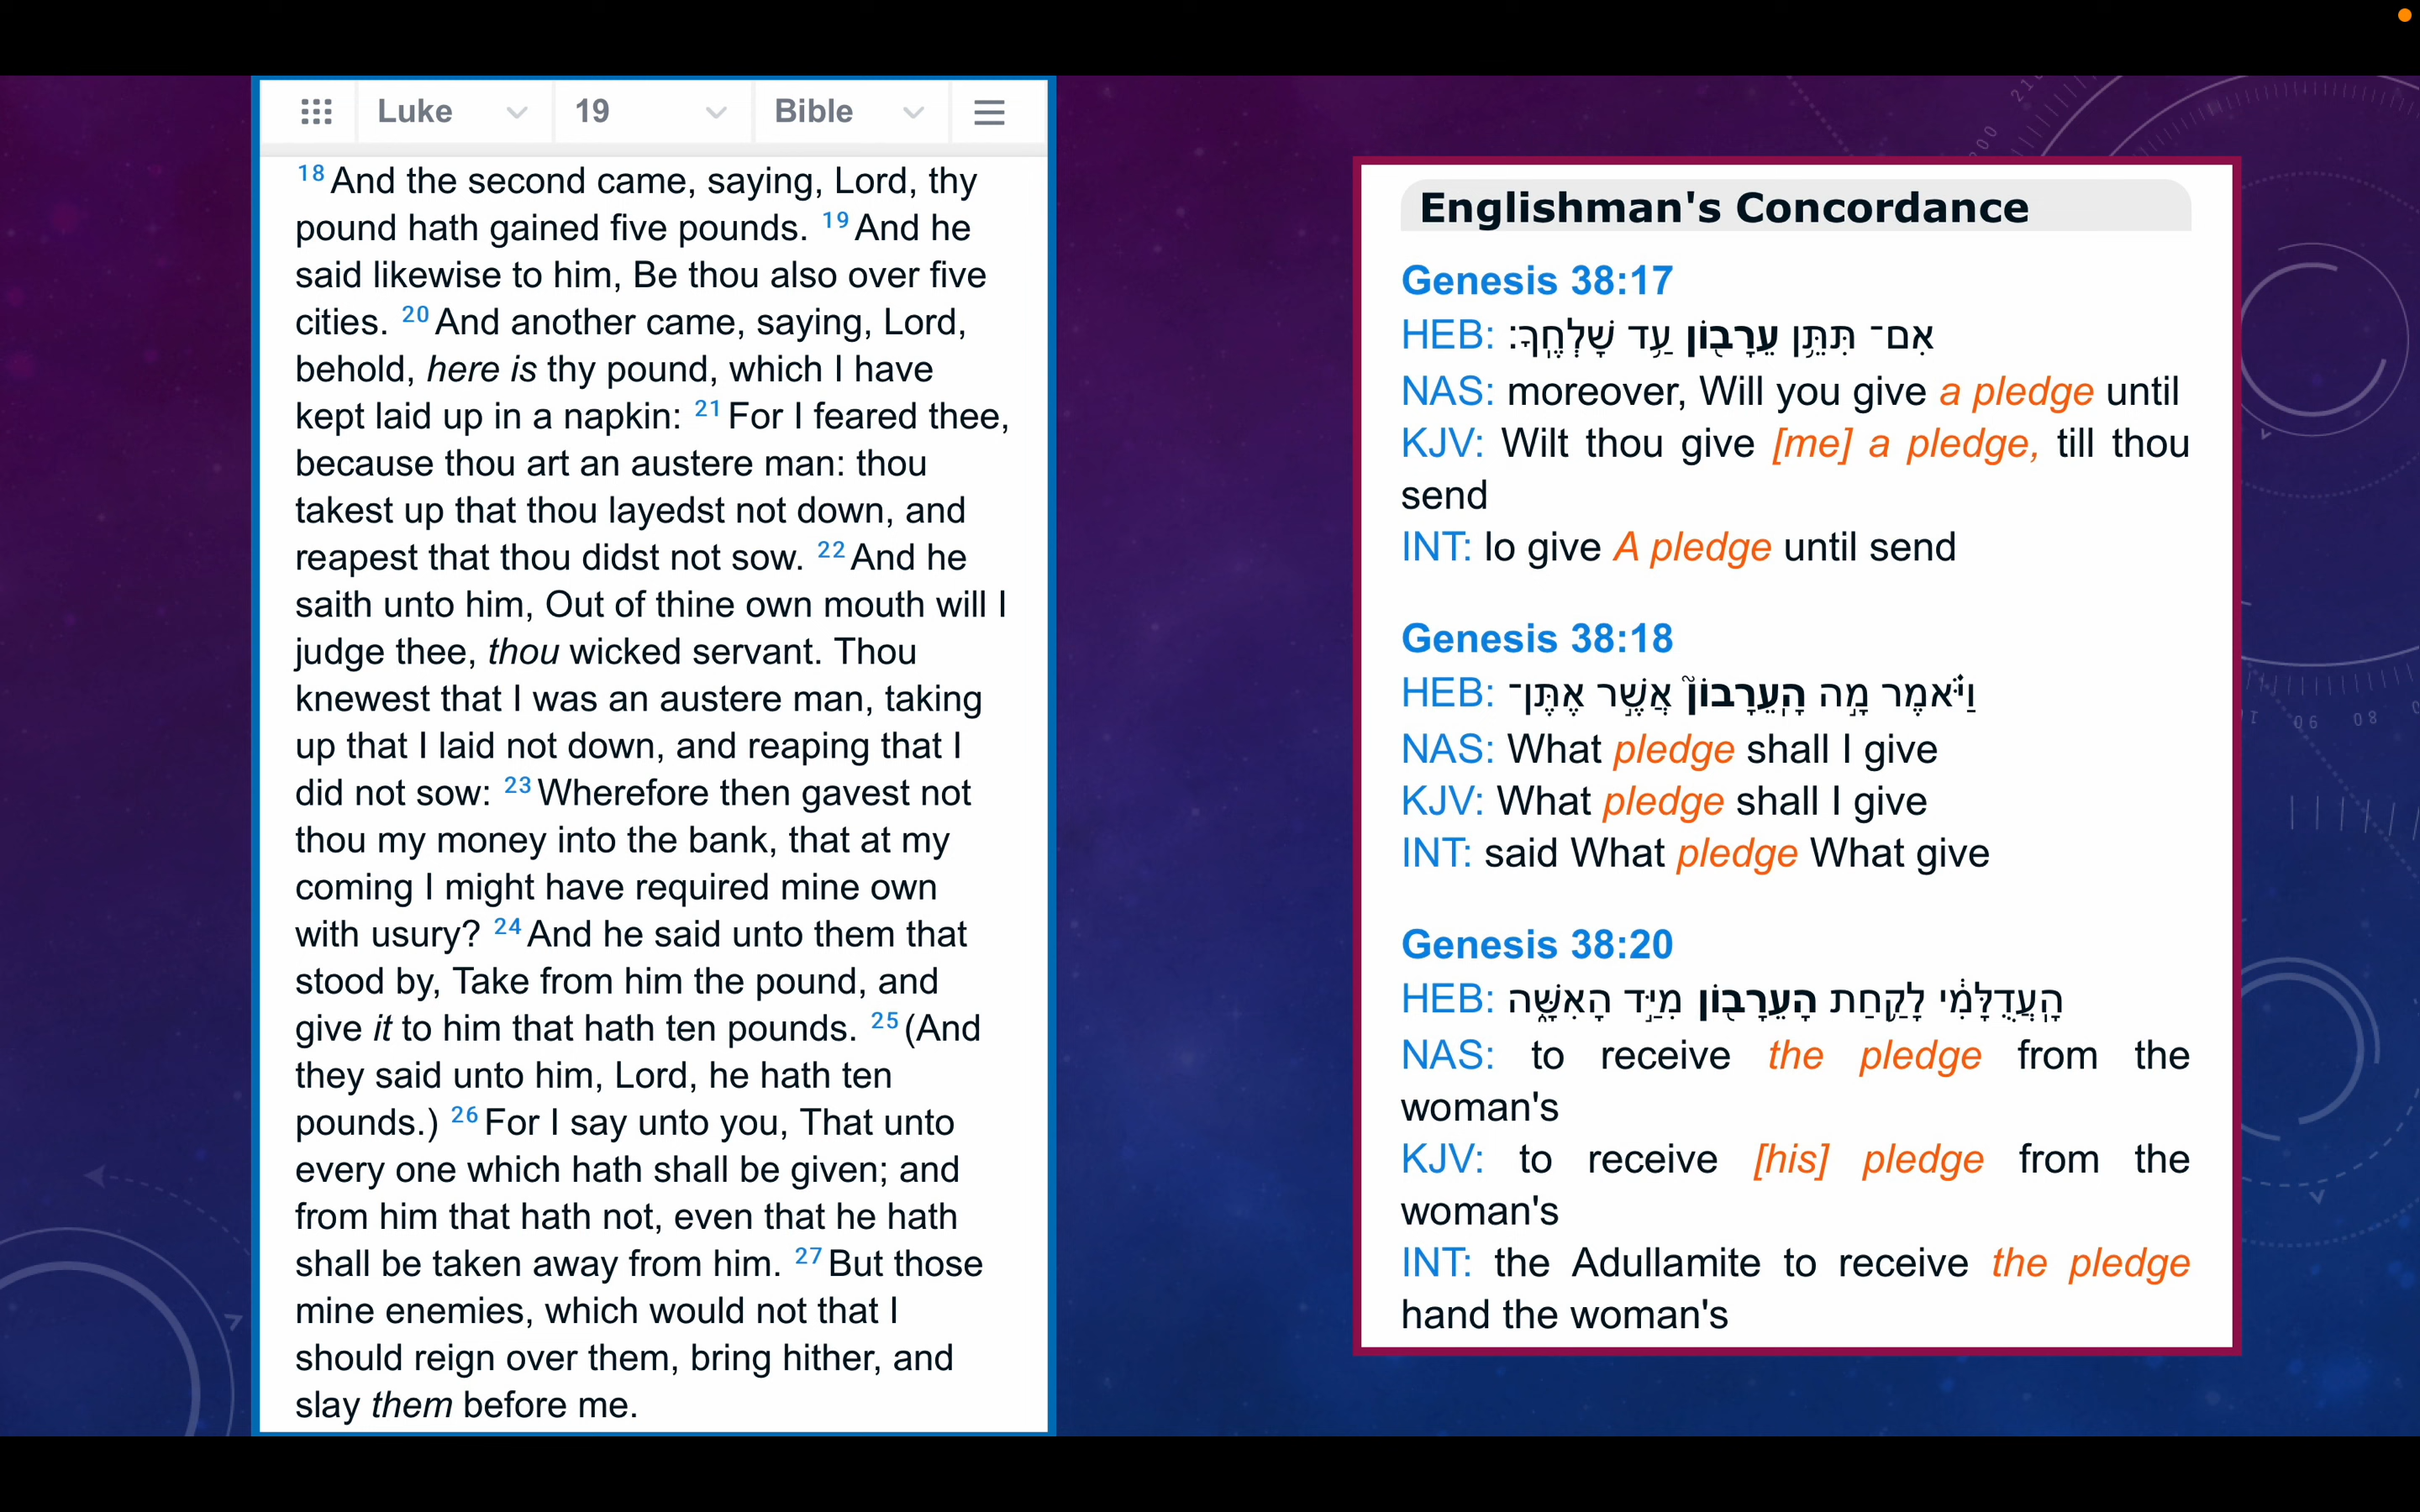 Luke 19 Bible
18 And the second came, saying, Lord, thy
pound hath gained five pounds. 19 And he
said likewise to him, Be thou also over five
cities. 20 And another came, saying, Lord,
behold, here is thy pound, which I have
kept laid up in a napkin: 21 For I feared thee,
because thou art an austere man: thou
takest up that thou layedst not down, and
reapest that thou didst not sow. 22 And he
saith unto him, Out of thine own mouth will I
judge thee, thou wicked servant. Thou
knewest that I was an austere man, taking
up that I laid not down, and reaping that I
did not sow: 23 Wherefore then gavest not
thou my money into the bank, that at my
coming I might have required mine own
with usury? 24 And he said unto them that
stood by, Take from him the pound, and
give it to him that hath ten pounds. 25 (And
they said unto him, Lord, he hath ten
pounds.) 26 For I say unto you, That unto
every one which hath shall be given; and
from him that hath not, even that he hath
shall be taken away from him. 27 But those
mine enemies, which would not that I
should reign over them, bring hither, and
slay them before me.
Englishman's Concordance
Genesis 38:17
HEB: אִם־ תִּתֵּ֥ן עֵרָב֖וֹן עַ֥ד שָׁלְחֶֽךָ׃
NAS: moreover, Will you give a pledge until
KJV: Wilt thou give [me] a pledge, till thou
send
INT: lo give A pledge until send
Genesis 38:18
HEB: וַיֹּ֗אמֶר מָ֣ה הָֽעֵרָבוֹן֮ אֲשֶׁ֣ר אֶתֶּן־
NAS: What pledge shall I give
KJV: What pledge shall I give
INT: said What pledge What give
Genesis 38:20
HEB: הָֽעֲדֻלָּמִ֔י לָקַ֥חַת הָעֵרָב֖וֹן מִיַּ֣ד הָאִשָּׁ֑ה
NAS: to receive the pledge from the
woman's
KJV: to receive [his] pledge from the
woman's
INT: the Adullamite to receive the pledge
hand the woman's